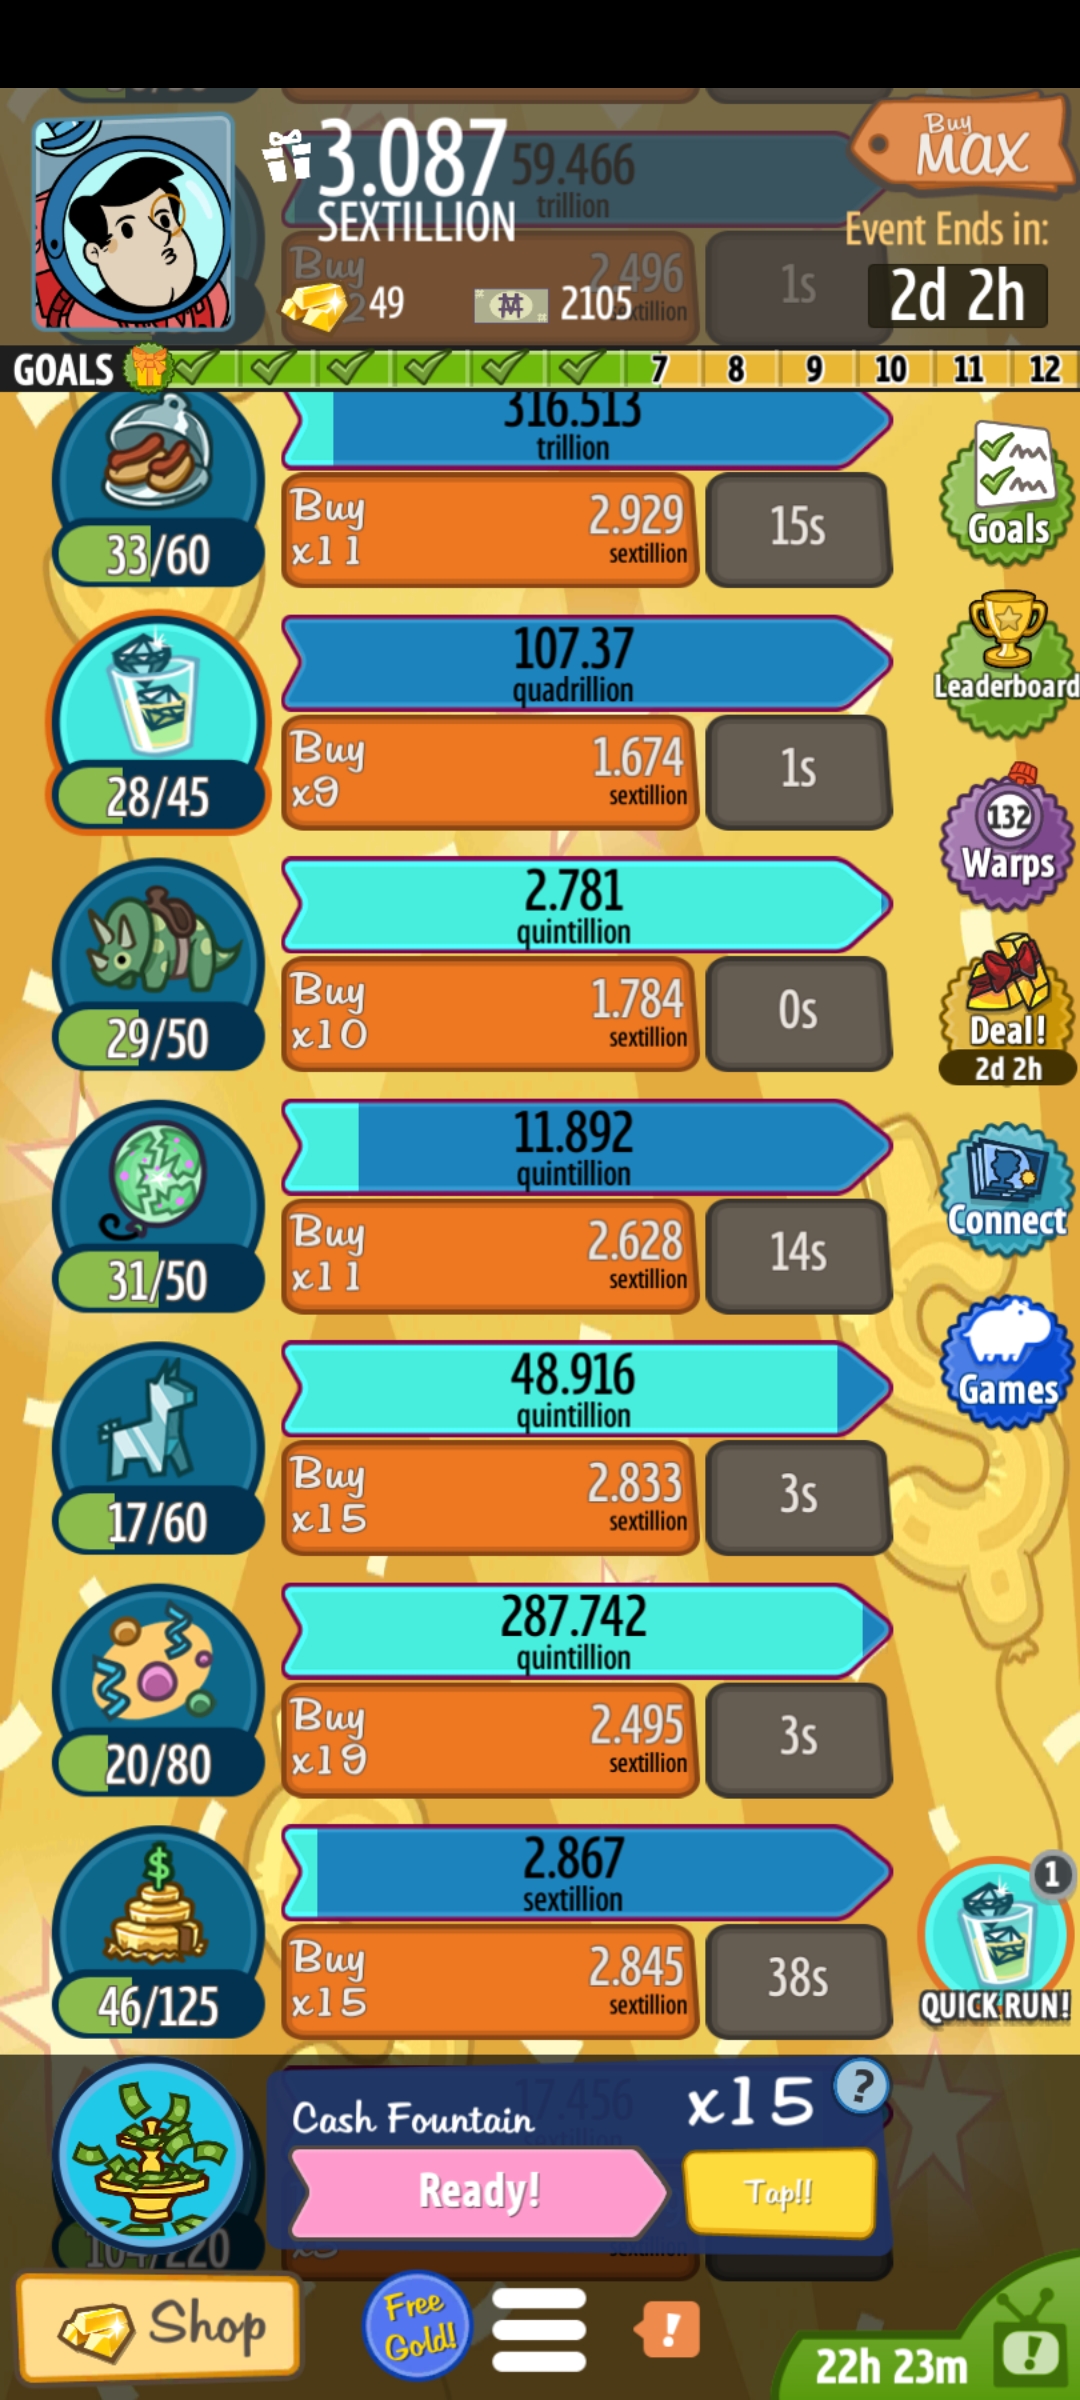 3.087
SEXTILLION
59.466
trillion
Buy
MAX
Event Ends in:
2d 2h
Buy
2.496
1s
49
2105
GOALS
7
8
9
10
11
12
316.513
trillion
Buy
x11
2.929
sextillion
15s
33/60
Goals
107.37
quadrillion
Buy
x9
1.674
sextillion
1s
28/45
Leaderboard
2.781
quintillion
Buy
x10
1.784
sextillion
0s
29/50
132
Warps
Deal!
2d 2h
11.892
quintillion
Buy
x11
2.628
sextillion
14s
31/50
Connect
48.916
quintillion
Buy
x15
2.833
sextillion
3s
17/60
Games
287.742
quintillion
Buy
x19
2.495
sextillion
3s
20/80
2.867
sextillion
Buy
x15
2.845
sextillion
38s
46/125
1
QUICK RUN!
17.456
Cash Fountain
x15
?
Ready!
Tap!!
Shop
Free
Gold!
!
22h 23m
!